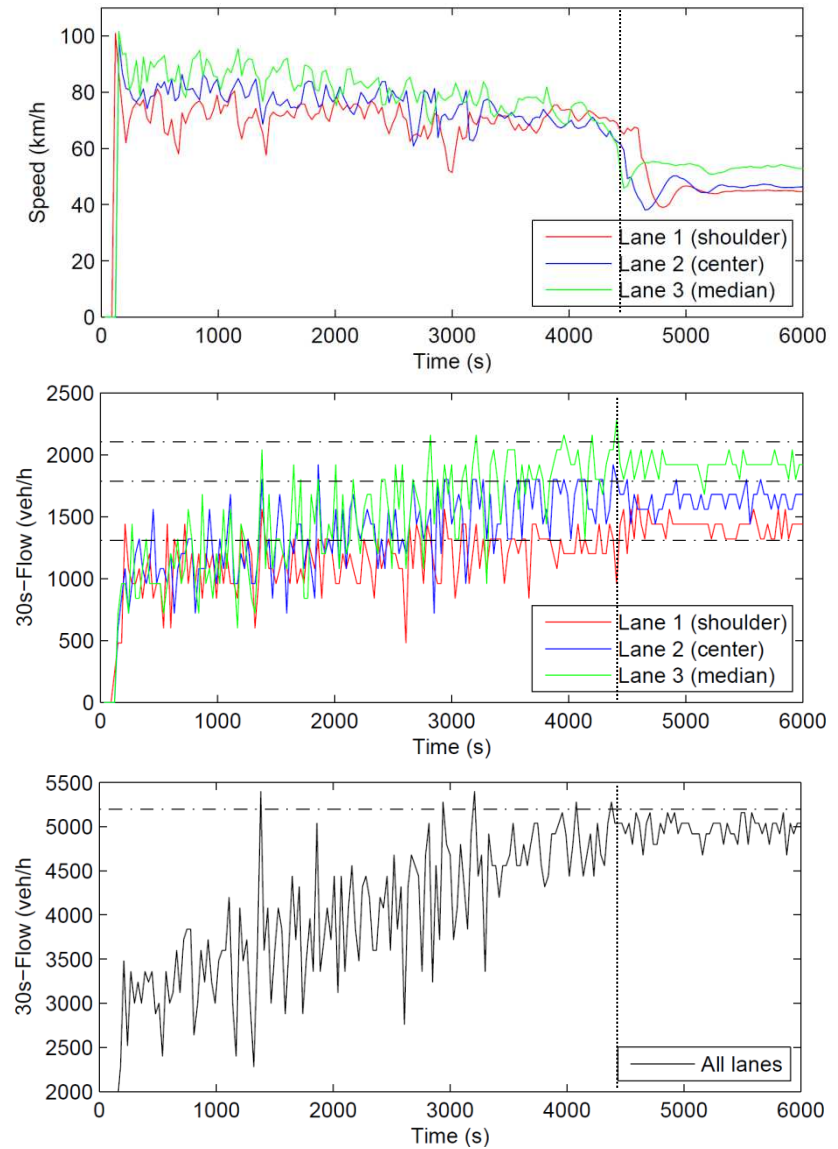 100
80
60
40
20
0
Speed (km/h)
Lane 1 (shoulder)
Lane 2 (center)
Lane 3 (median)
0 1000 2000 3000 4000 5000 6000
Time (s)
2500
2000
1500
1000
500
0
30s−Flow (veh/h)
Lane 1 (shoulder)
Lane 2 (center)
Lane 3 (median)
0 1000 2000 3000 4000 5000 6000
Time (s)
5500
5000
4500
4000
3500
3000
2500
2000
30s−Flow (veh/h)
All lanes
0 1000 2000 3000 4000 5000 6000
Time (s)